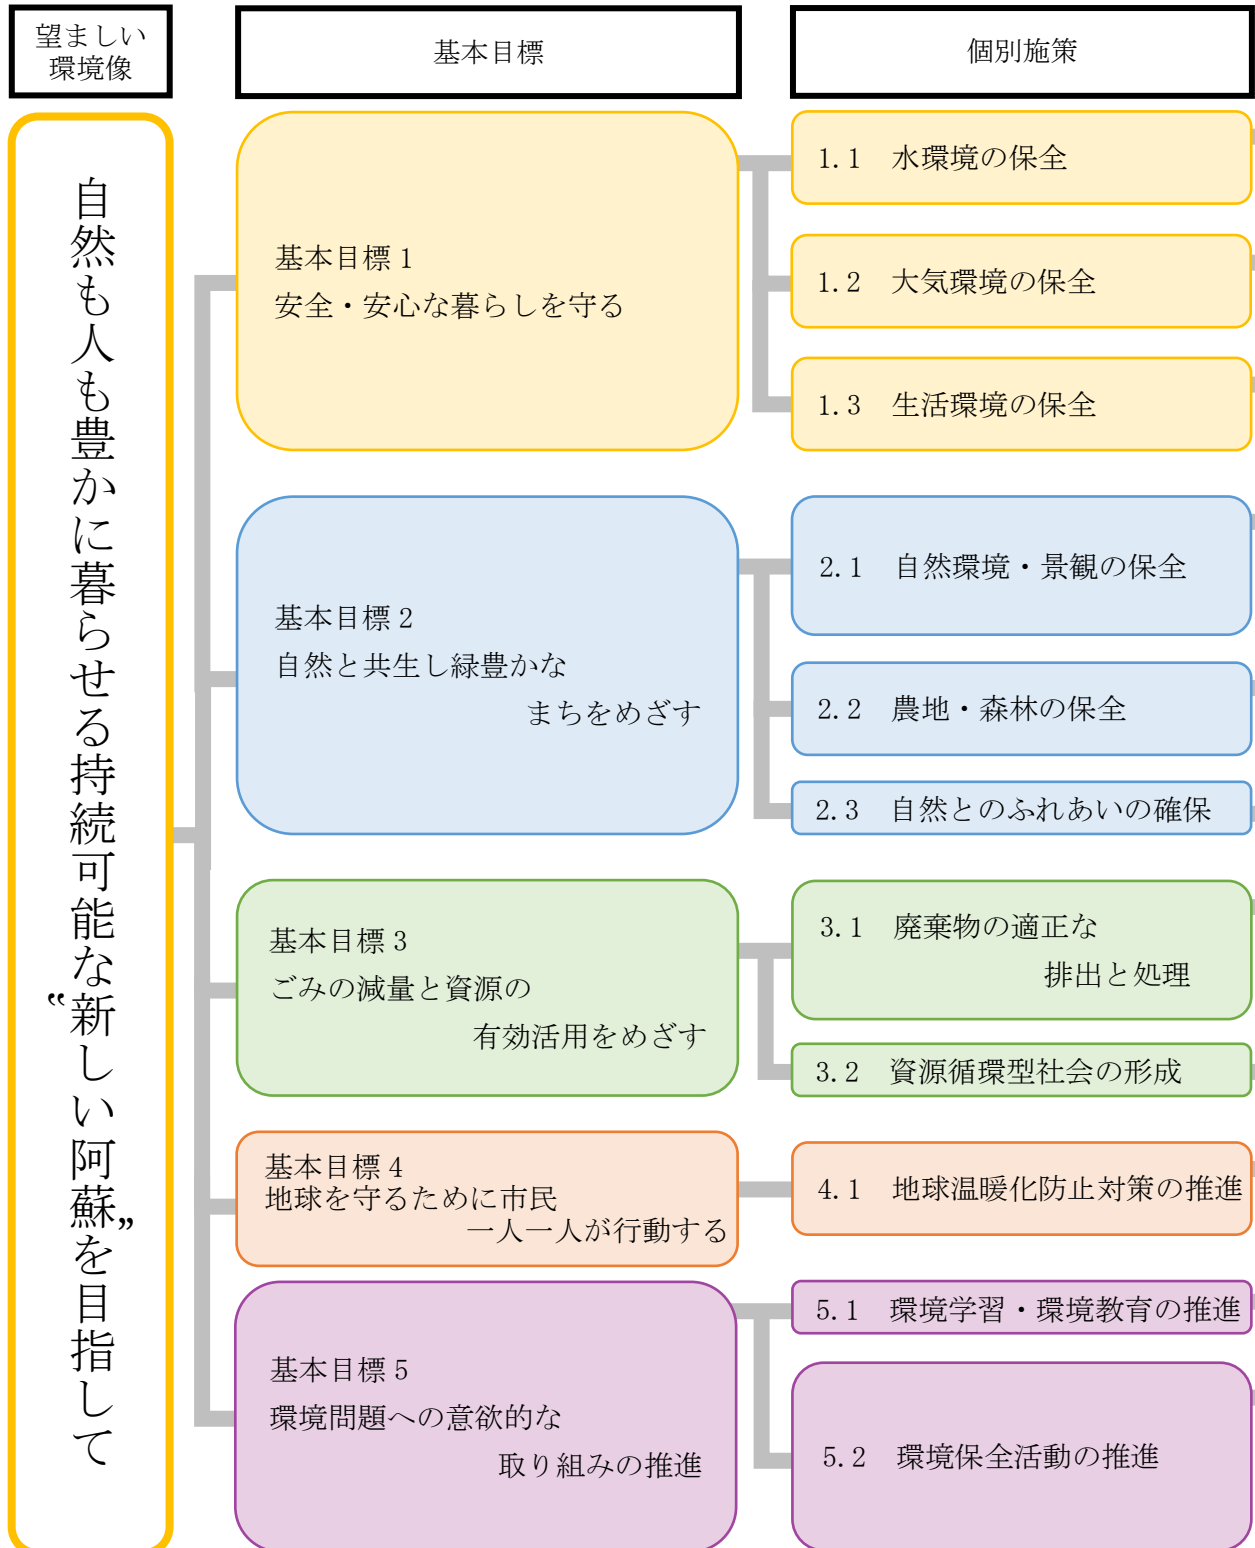 望ましい
環境像
基本目標
個別施策
自然も人も豊かに暮らせる持続可能な〝新しい阿蘇〟を目指して
基本目標 1
安全・安心な暮らしを守る
1.1 水環境の保全
1.2 大気環境の保全
1.3 生活環境の保全
基本目標 2
自然と共生し緑豊かな
まちをめざす
2.1 自然環境・景観の保全
2.2 農地・森林の保全
2.3 自然とのふれあいの確保
基本目標 3
ごみの減量と資源の
有効活用をめざす
3.1 廃棄物の適正な
排出と処理
3.2 資源循環型社会の形成
基本目標 4
地球を守るために市民
一人一人が行動する
4.1 地球温暖化防止対策の推進
基本目標 5
環境問題への意欲的な
取り組みの推進
5.1 環境学習・環境教育の推進
5.2 環境保全活動の推進